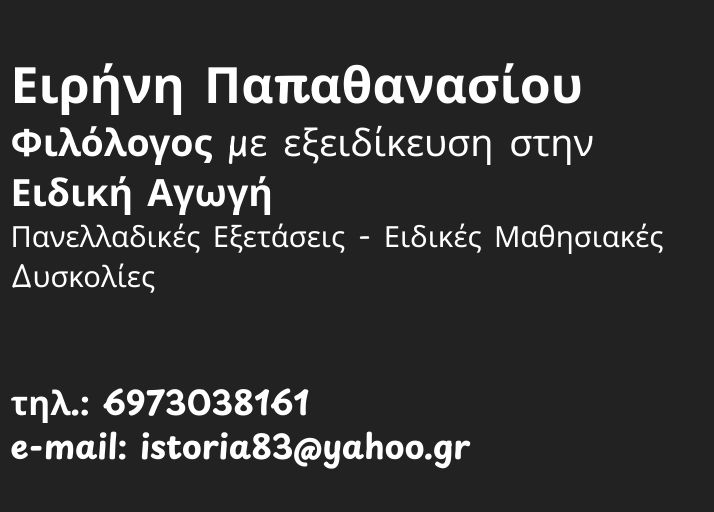 Ειρήνη Παπαθανασίου
Φιλόλογος με εξειδίκευση στην
Ειδική Αγωγή
Πανελλαδικές Εξετάσεις - Ειδικές Μαθησιακές
Δυσκολίες
τηλ.: 6973038161
e-mail: istoria83@yahoo.gr